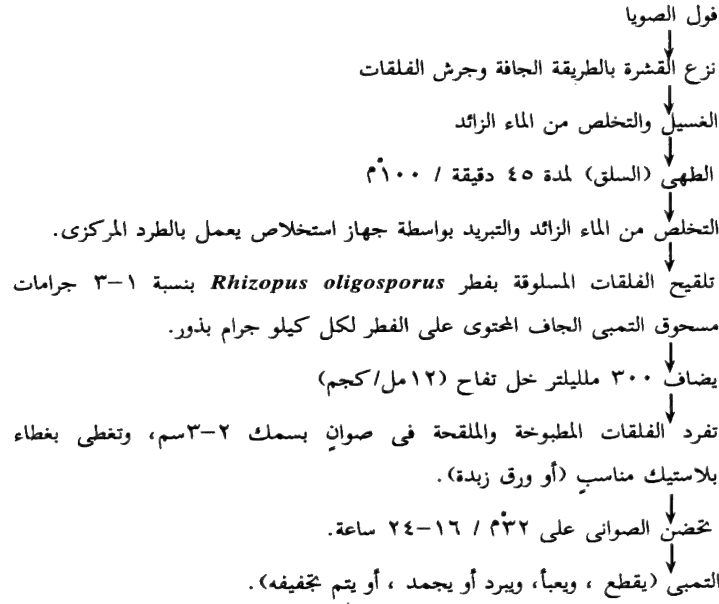 فول الصويا
نزع القشرة بالطريقة الجافة وجرش الفلقات
الغسيل والتخلص من الماء الزائد
الطهى (السلق) لمدة ٤٥ دقيقة / ١٠٠°م
التخلص من الماء الزائد والتبريد بواسطة جهاز استخلاص يعمل بالطرد المركزى.
تلقيح الفلقات المسلوقة بفطر Rhizopus oligosporus بنسبة ١–٣ جرامات
مسحوق التمبى الجاف المحتوى على الفطر لكل كيلو جرام بذور.
يضاف ٣٠٠ ملليلتر خل تفاح (١٢مل/كجم)
تفرد الفلقات المطبوخة والملقحة فى صوانٍ بسمك ٢–٣سم، وتغطى بغطاء
بلاستيك مناسبٍ (أو ورق زبدة).
تحضن الصوانى على ٣٢°م / ١٦–٢٤ ساعة.
التمبى (يقطع ، ويعبأ، ويبرد أو يجمد ، أو يتم تجفيفه).